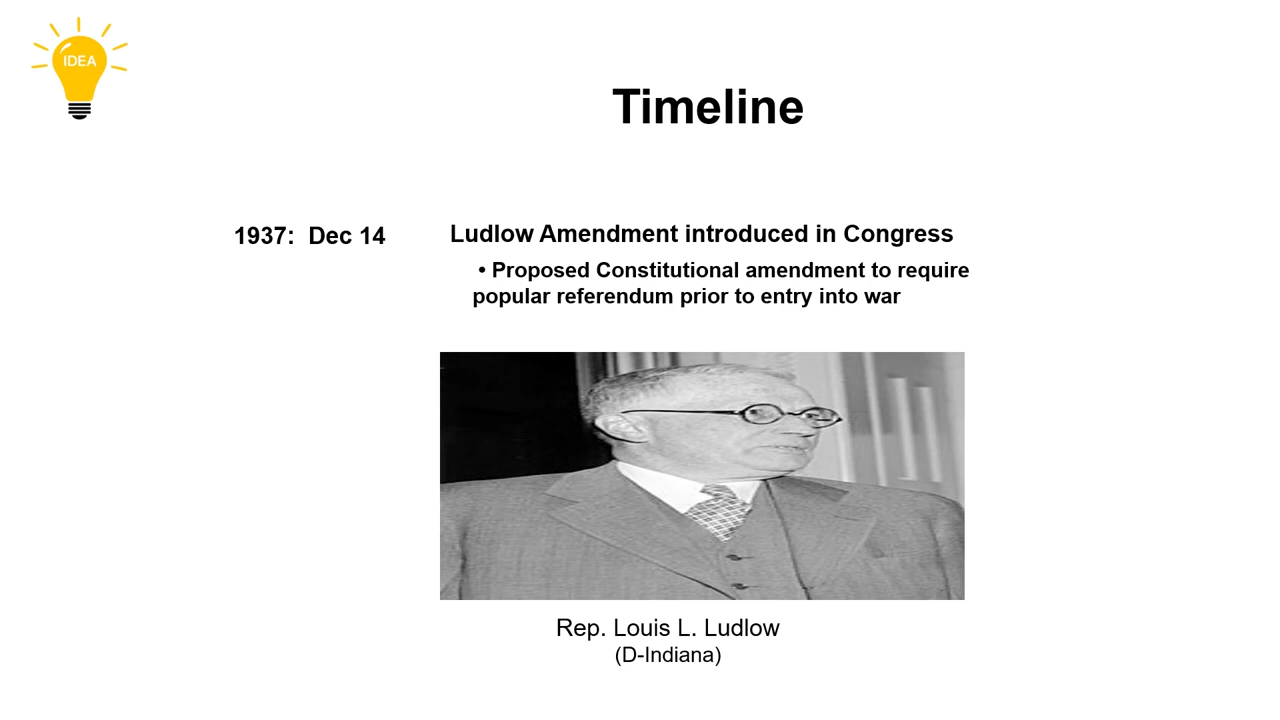 IDEA
Timeline
1937:  Dec 14
Ludlow Amendment introduced in Congress
• Proposed Constitutional amendment to require
popular referendum prior to entry into war
Rep. Louis L. Ludlow
(D-Indiana)